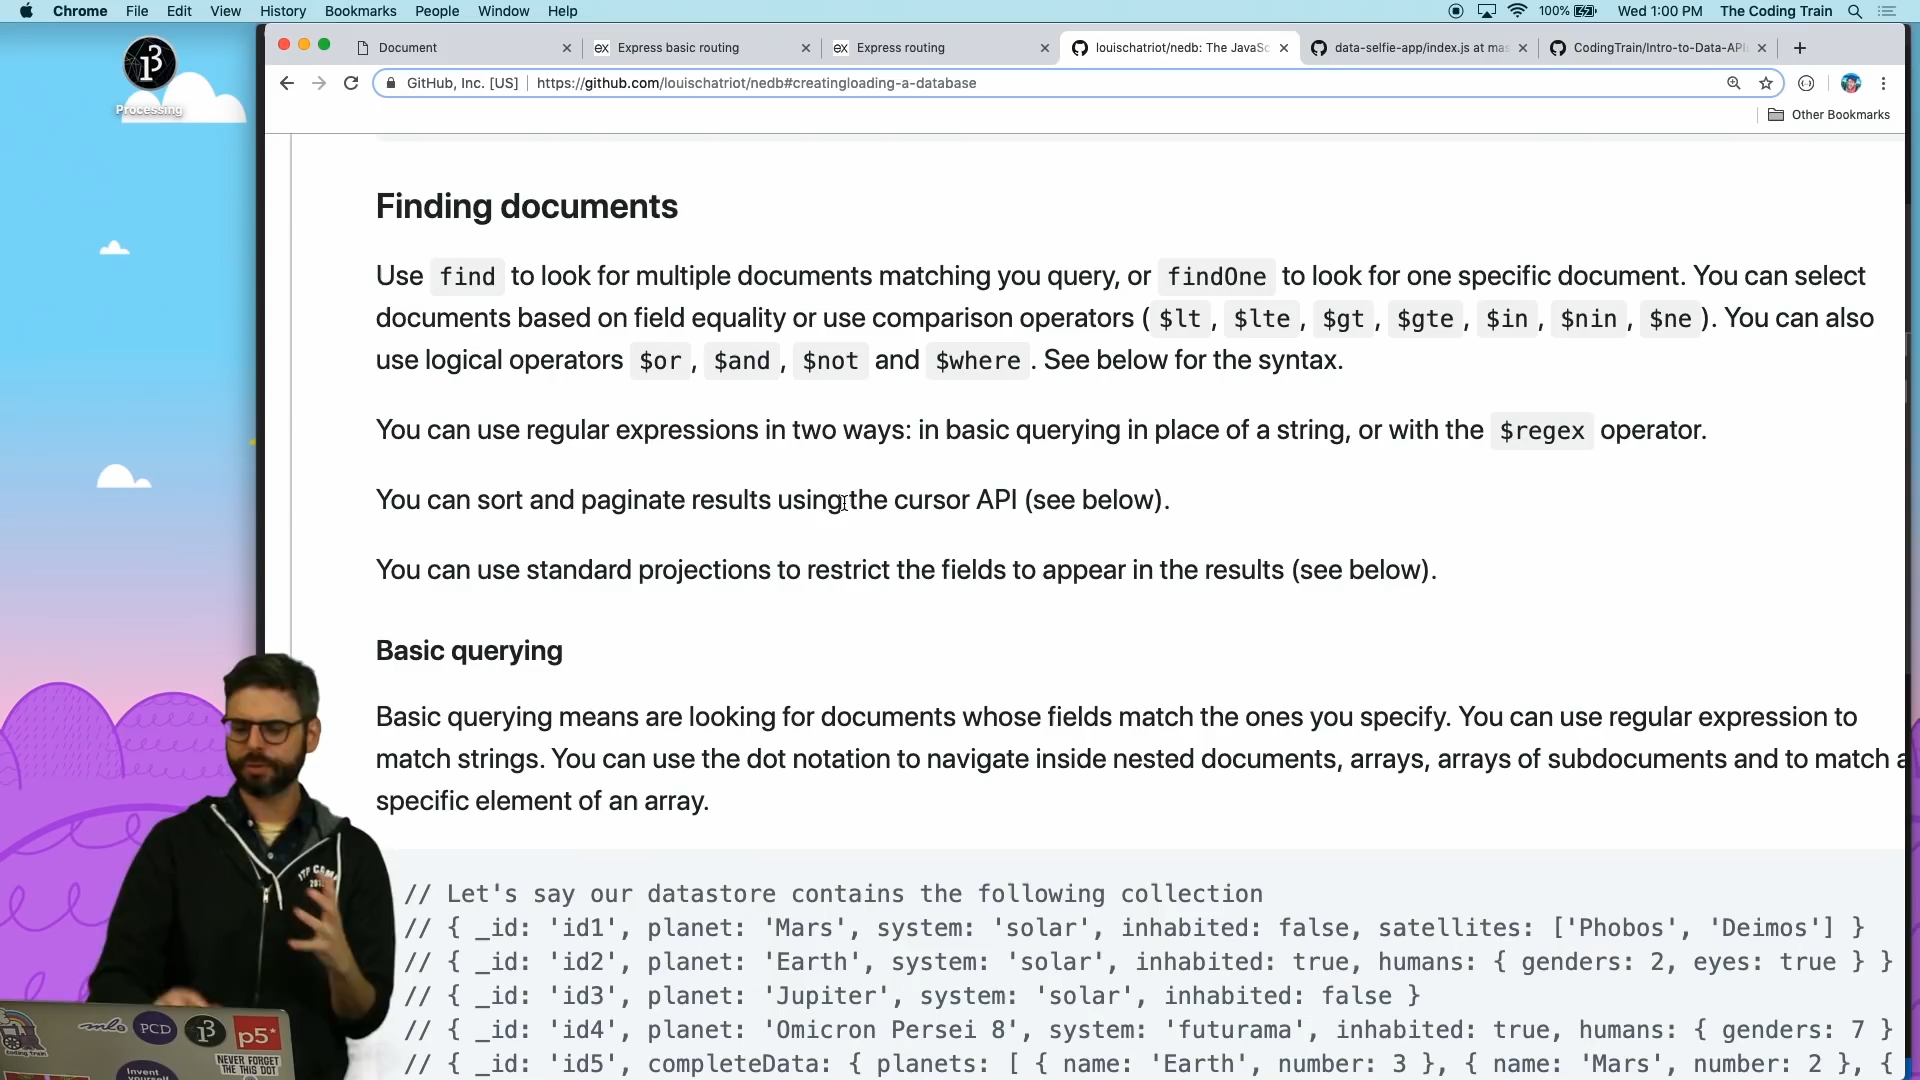 Chrome File Edit View History Bookmarks People Window Help 100% Wed 1:00 PM The Coding Train
Processing
Document
Express basic routing
Express routing
louischatriot/nedb: The JavaSc
data-selfie-app/index.js at mas
CodingTrain/Intro-to-Data-API
GitHub, Inc. [US] https://github.com/louischatriot/nedb#creatingloading-a-database
Other Bookmarks
Finding documents
Use find to look for multiple documents matching you query, or findOne to look for one specific document. You can select
documents based on field equality or use comparison operators ( $lt , $lte , $gt , $gte , $in , $nin , $ne ). You can also
use logical operators $or , $and , $not and $where . See below for the syntax.
You can use regular expressions in two ways: in basic querying in place of a string, or with the $regex operator.
You can sort and paginate results using the cursor API (see below).
You can use standard projections to restrict the fields to appear in the results (see below).
Basic querying
Basic querying means are looking for documents whose fields match the ones you specify. You can use regular expression to
match strings. You can use the dot notation to navigate inside nested documents, arrays, arrays of subdocuments and to match a
specific element of an array.
// Let's say our datastore contains the following collection
// { _id: 'id1', planet: 'Mars', system: 'solar', inhabited: false, satellites: ['Phobos', 'Deimos'] }
// { _id: 'id2', planet: 'Earth', system: 'solar', inhabited: true, humans: { genders: 2, eyes: true } }
// { _id: 'id3', planet: 'Jupiter', system: 'solar', inhabited: false }
// { _id: 'id4', planet: 'Omicron Persei 8', system: 'futurama', inhabited: true, humans: { genders: 7 }
// { _id: 'id5', completeData: { planets: [ { name: 'Earth', number: 3 }, { name: 'Mars', number: 2 }, {
ITP CAMP
PCD
p5*
coding train
NEVER FORGET
THE THIS DOT
Invent
yourself